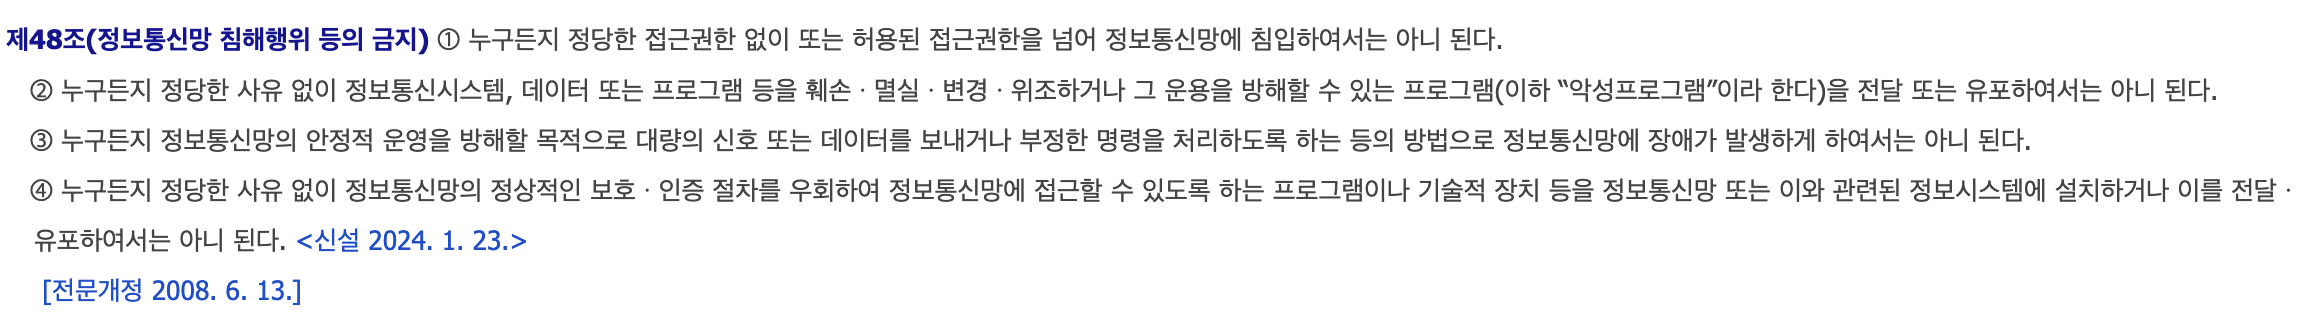 제48조(정보통신망 침해행위 등의 금지) ① 누구든지 정당한 접근권한 없이 또는 허용된 접근권한을 넘어 정보통신망에 침입하여서는 아니 된다.
② 누구든지 정당한 사유 없이 정보통신시스템, 데이터 또는 프로그램 등을 훼손ㆍ멸실ㆍ변경ㆍ위조하거나 그 운용을 방해할 수 있는 프로그램(이하 “악성프로그램”이라 한다)을 전달 또는 유포하여서는 아니 된다.
③ 누구든지 정보통신망의 안정적 운영을 방해할 목적으로 대량의 신호 또는 데이터를 보내거나 부정한 명령을 처리하도록 하는 등의 방법으로 정보통신망에 장애가 발생하게 하여서는 아니 된다.
④ 누구든지 정당한 사유 없이 정보통신망의 정상적인 보호ㆍ인증 절차를 우회하여 정보통신망에 접근할 수 있도록 하는 프로그램이나 기술적 장치 등을 정보통신망 또는 이와 관련된 정보시스템에 설치하거나 이를 전달ㆍ
유포하여서는 아니 된다. <신설 2024. 1. 23.>
[전문개정 2008. 6. 13.]